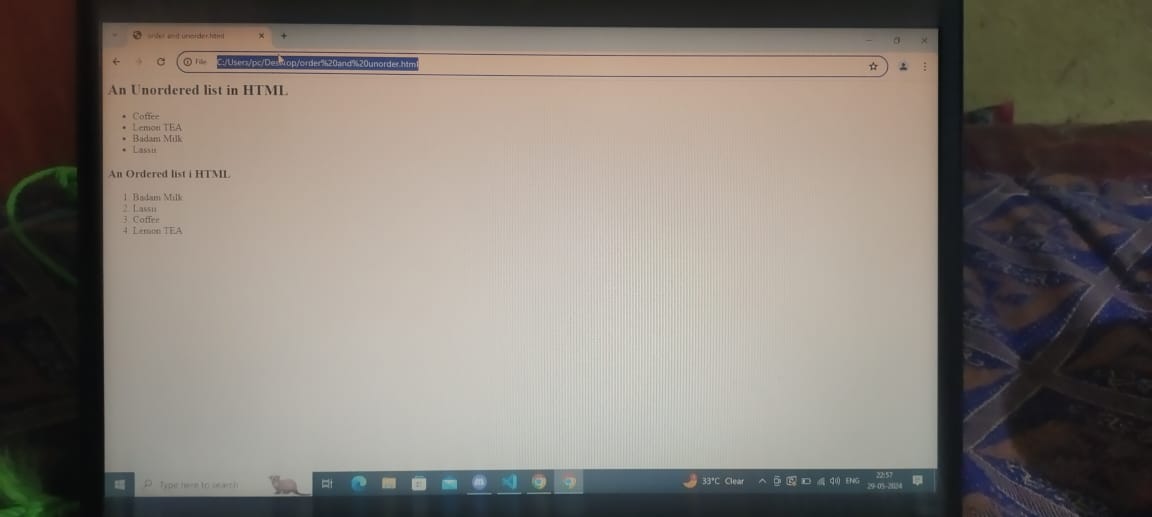 order and unorder.html
File C:/Users/pc/Desktop/order%20and%20unorder.html
An Unordered list in HTML
Coffee
Lemon TEA
Badam Milk
Lassii
An Ordered list i HTML
1. Badam Milk
2. Lassii
3. Coffee
4. Lemon TEA
Type here to search
33°C Clear
ENG
22:57
29-05-2024